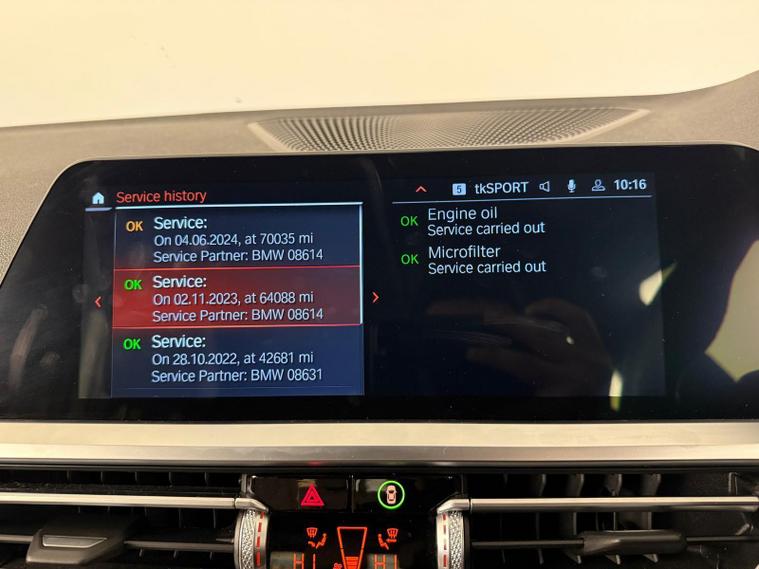 Service history
5 tkSPORT 10:16
OK Service:
On 04.06.2024, at 70035 mi
Service Partner: BMW 08614
OK Service:
On 02.11.2023, at 64088 mi
Service Partner: BMW 08614
OK Service:
On 28.10.2022, at 42681 mi
Service Partner: BMW 08631
OK Engine oil
Service carried out
OK Microfilter
Service carried out